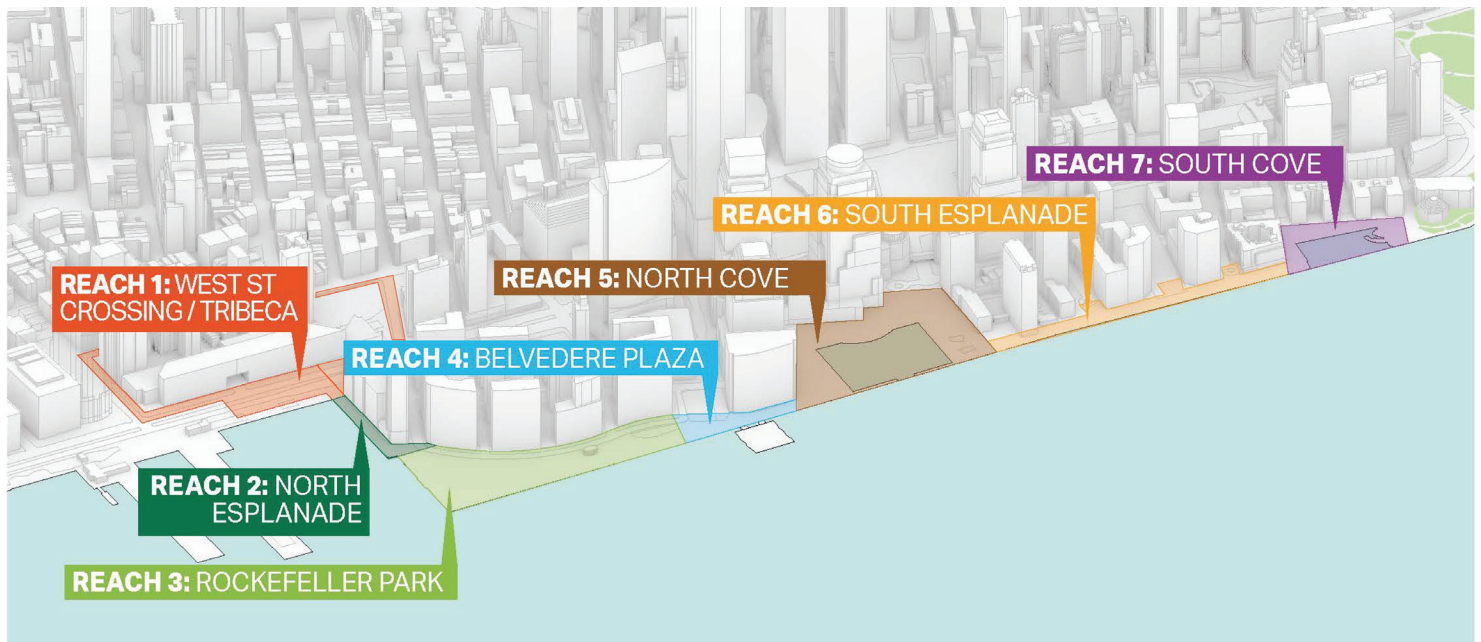 REACH 1: WEST ST
CROSSING / TRIBECA
REACH 2: NORTH
ESPLANADE
REACH 3: ROCKEFELLER PARK
REACH 4: BELVEDERE PLAZA
REACH 5: NORTH COVE
REACH 6: SOUTH ESPLANADE
REACH 7: SOUTH COVE